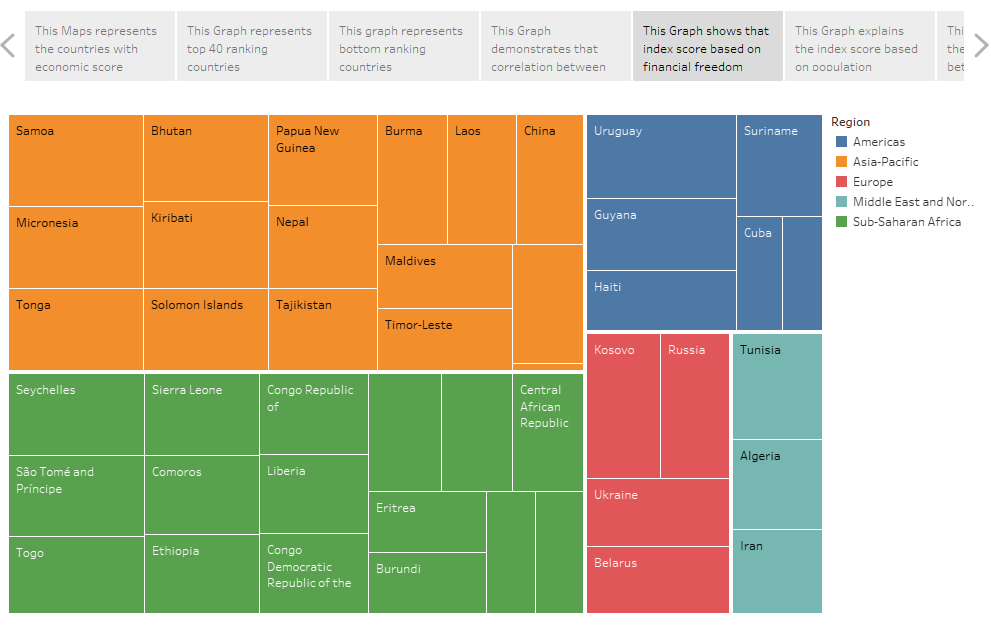 This Maps represents
the countries with
economic score
This Graph represents
top 40 ranking
countries
This graph represents
bottom ranking
countries
This Graph
demonstrates that
correlation between
This Graph shows that
index score based on
financial freedom
This Graph explains
the index score based
on population
Thi
the
bet
Samoa
Bhutan
Papua New
Guinea
Burma
Laos
China
Micronesia
Kiribati
Nepal
Maldives
Tonga
Solomon Islands
Tajikistan
Timor-Leste
Uruguay
Suriname
Guyana
Cuba
Haiti
Region
Americas
Asia-Pacific
Europe
Middle East and Nor..
Sub-Saharan Africa
Kosovo
Russia
Tunisia
Ukraine
Algeria
Belarus
Iran
Seychelles
Sierra Leone
Congo Republic
of
Central
African
Republic
São Tomé and
Príncipe
Comoros
Liberia
Eritrea
Togo
Ethiopia
Congo
Democratic
Republic of the
Burundi